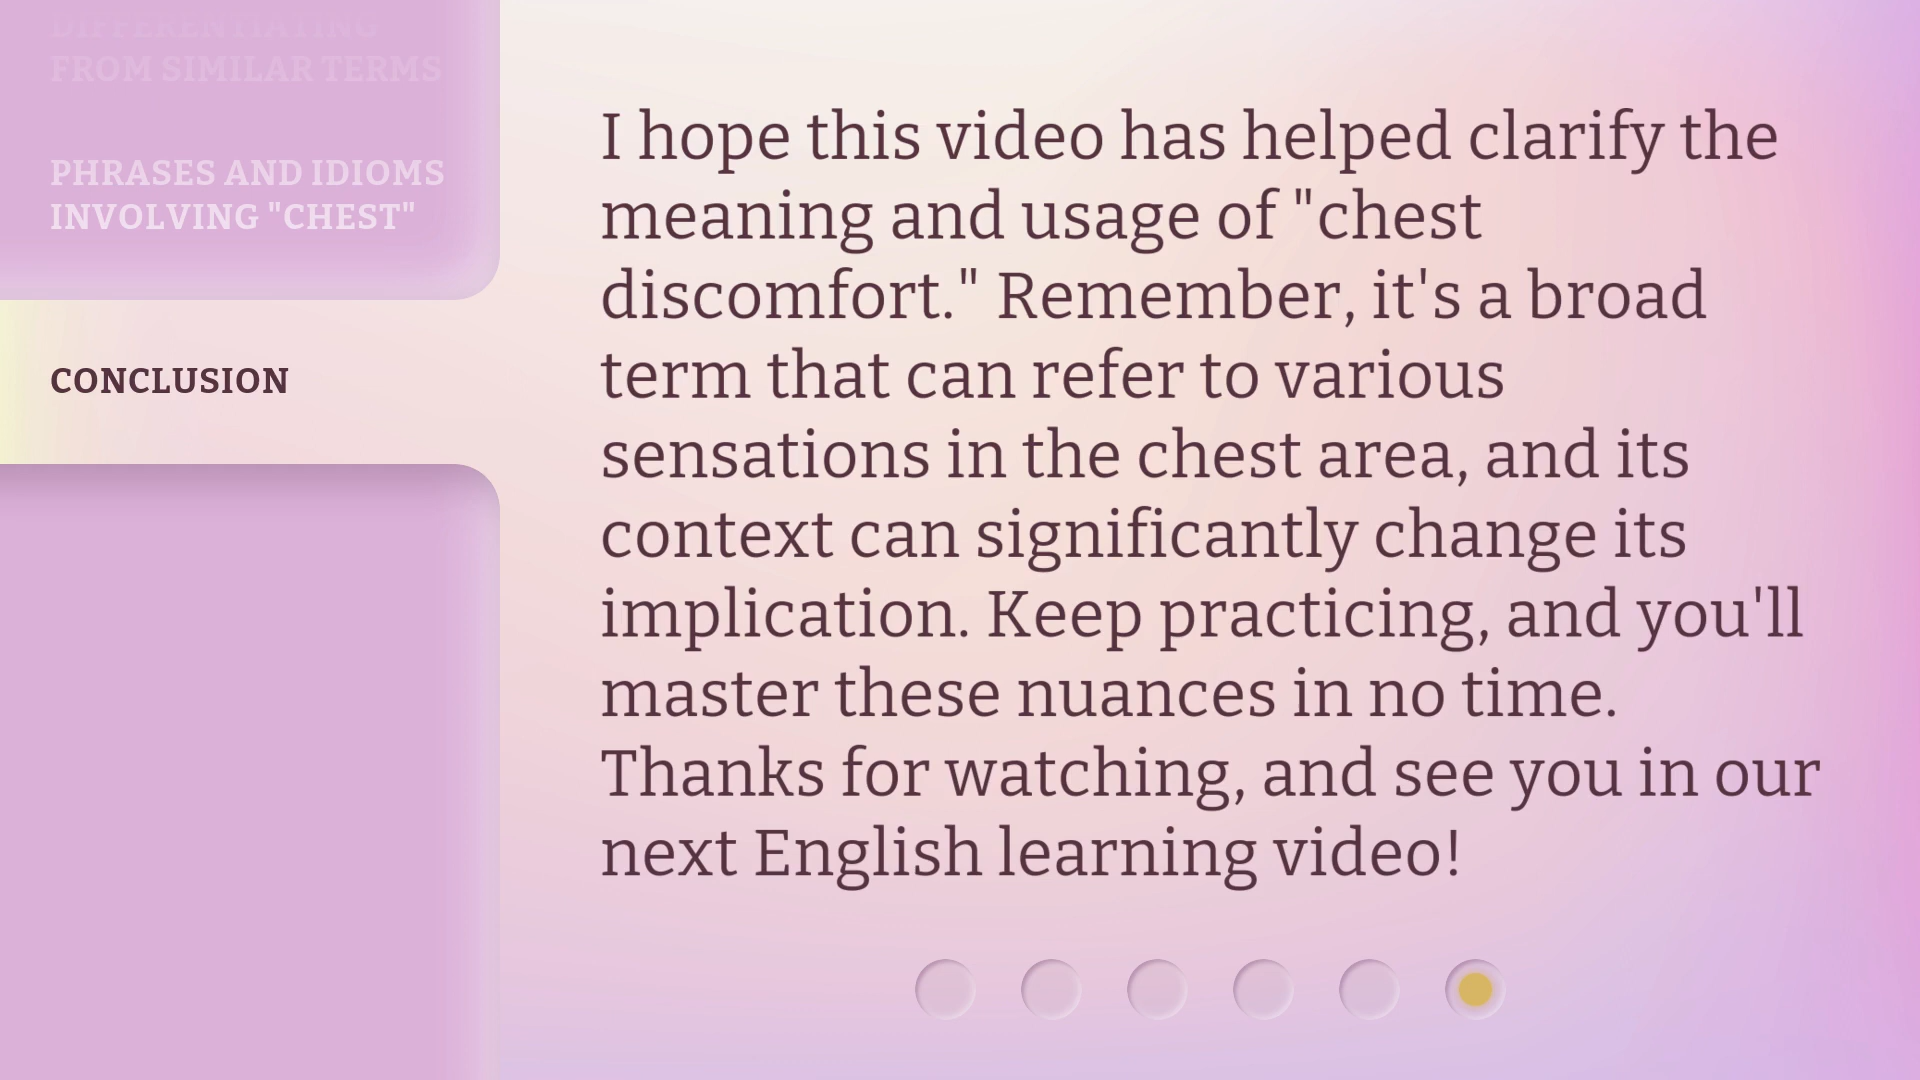 DIFFERENTIATING
FROM SIMILAR TERMS
PHRASES AND IDIOMS
INVOLVING "CHEST"
CONCLUSION
I hope this video has helped clarify the
meaning and usage of "chest
discomfort." Remember, it's a broad
term that can refer to various
sensations in the chest area, and its
context can significantly change its
implication. Keep practicing, and you'll
master these nuances in no time.
Thanks for watching, and see you in our
next English learning video!